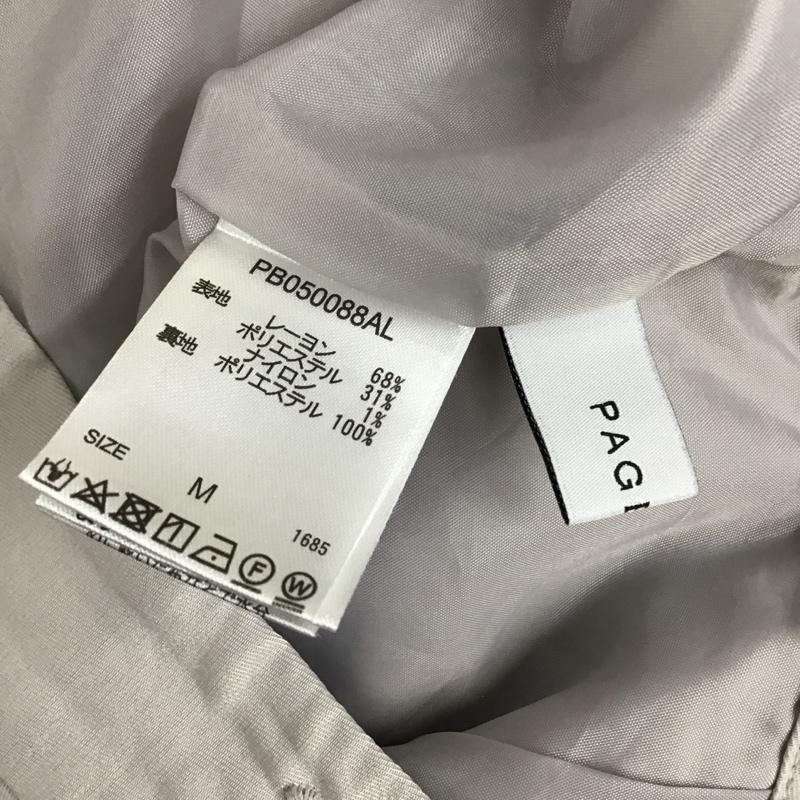 PB050088AL
表地 レーヨン 68%
ポリエステル 31%
ナイロン 1%
裏地 ポリエステル 100%
SIZE
M
1685
F
W
PAG